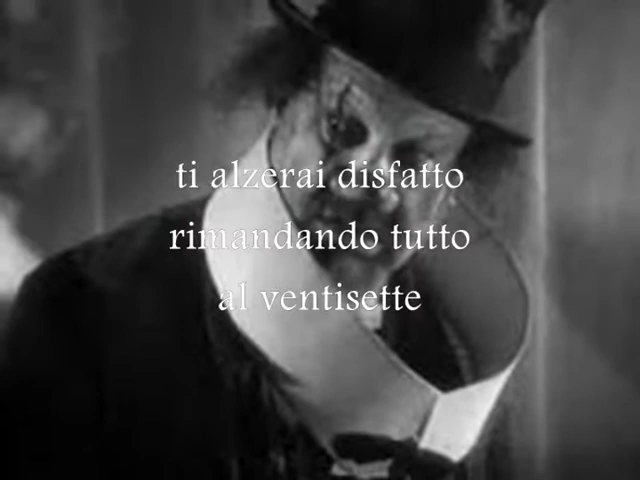 ti alzerai disfatto
rimandando tutto
al ventisette